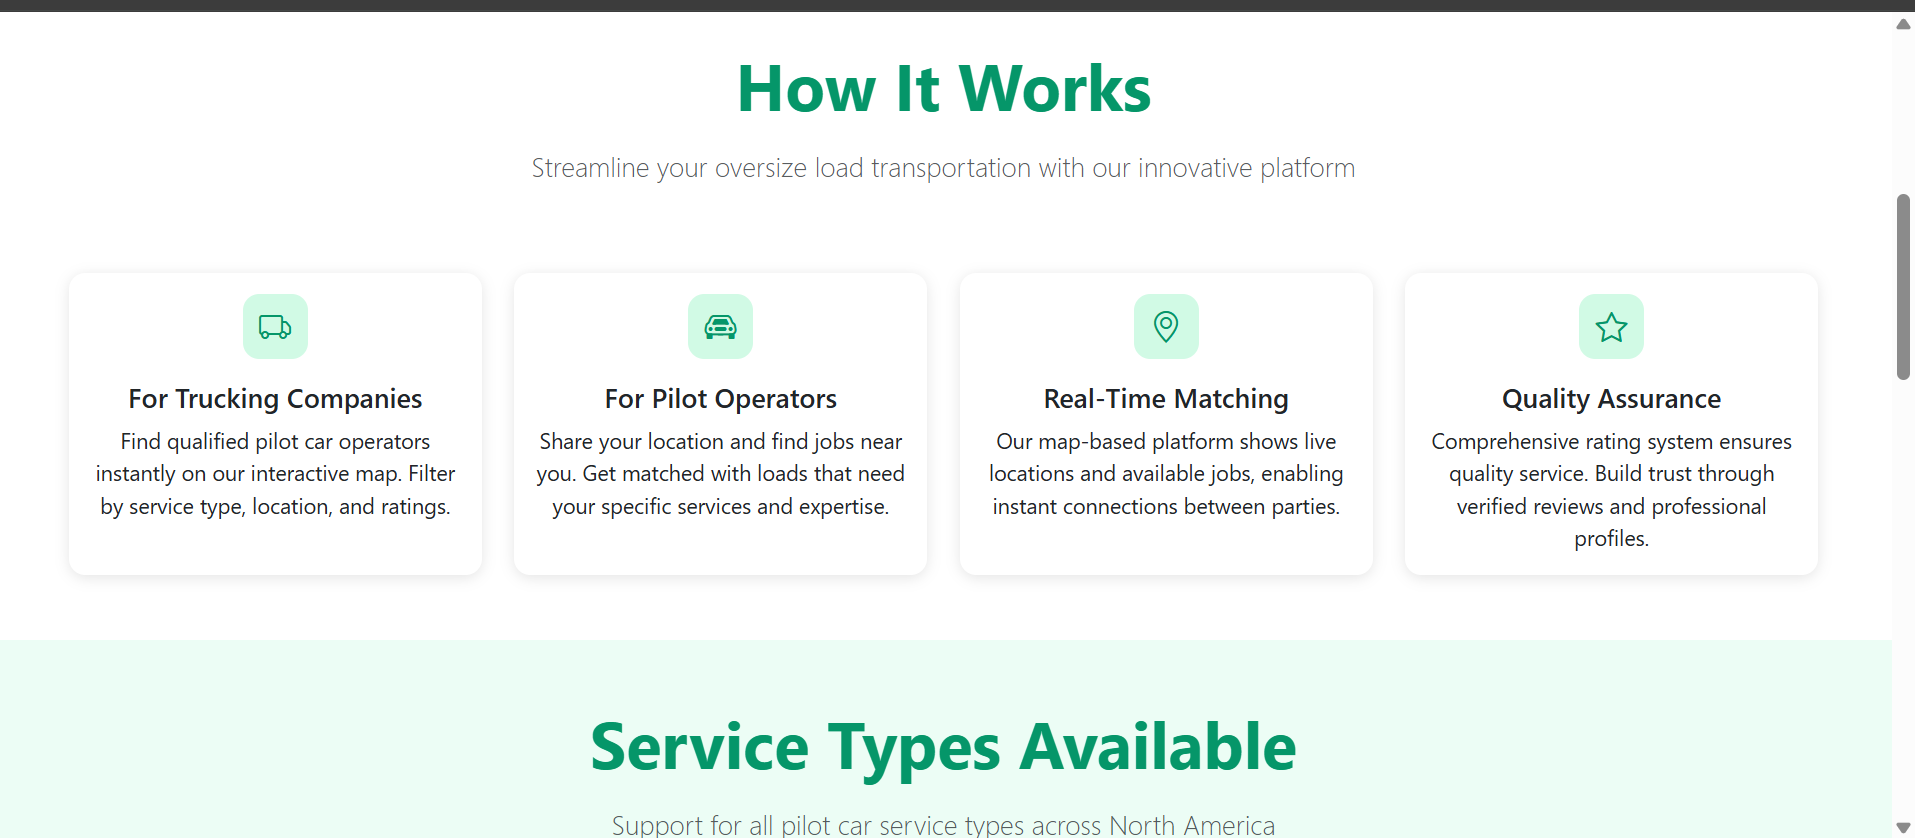 How It Works
Streamline your oversize load transportation with our innovative platform
For Trucking Companies
Find qualified pilot car operators
instantly on our interactive map. Filter
by service type, location, and ratings.
For Pilot Operators
Share your location and find jobs near
you. Get matched with loads that need
your specific services and expertise.
Real-Time Matching
Our map-based platform shows live
locations and available jobs, enabling
instant connections between parties.
Quality Assurance
Comprehensive rating system ensures
quality service. Build trust through
verified reviews and professional
profiles.
Service Types Available
Support for all pilot car service types across North America